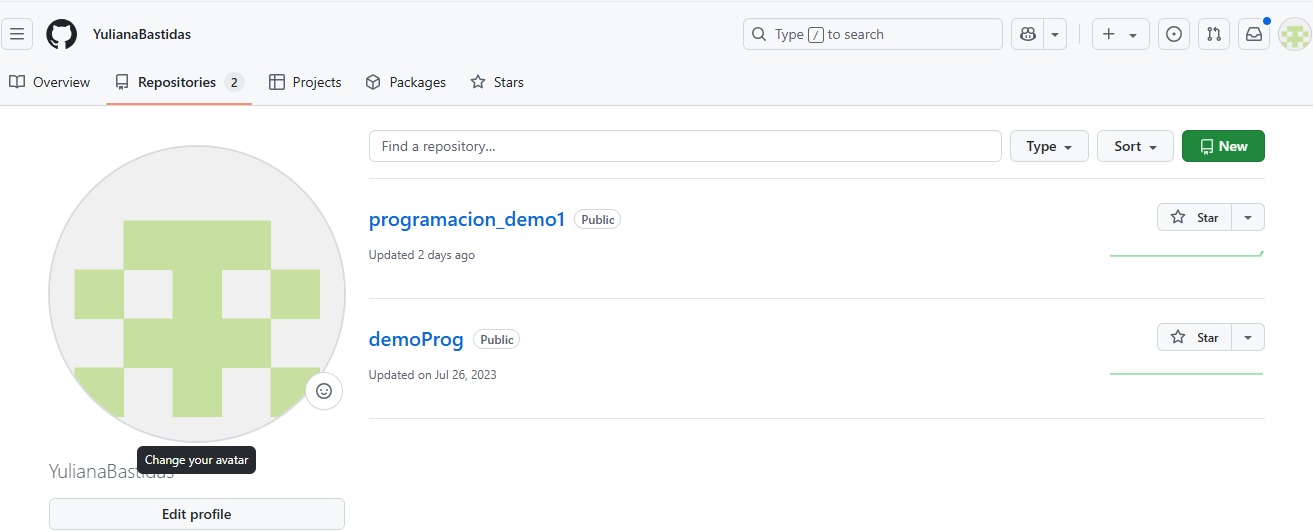 YulianaBastidas
Type / to search
Overview
Repositories 2
Projects
Packages
Stars
Find a repository...
Type
Sort
New
programacion_demo1 Public
Star
Updated 2 days ago
demoProg Public
Star
Updated on Jul 26, 2023
Change your avatar
YulianaBastidas
Edit profile